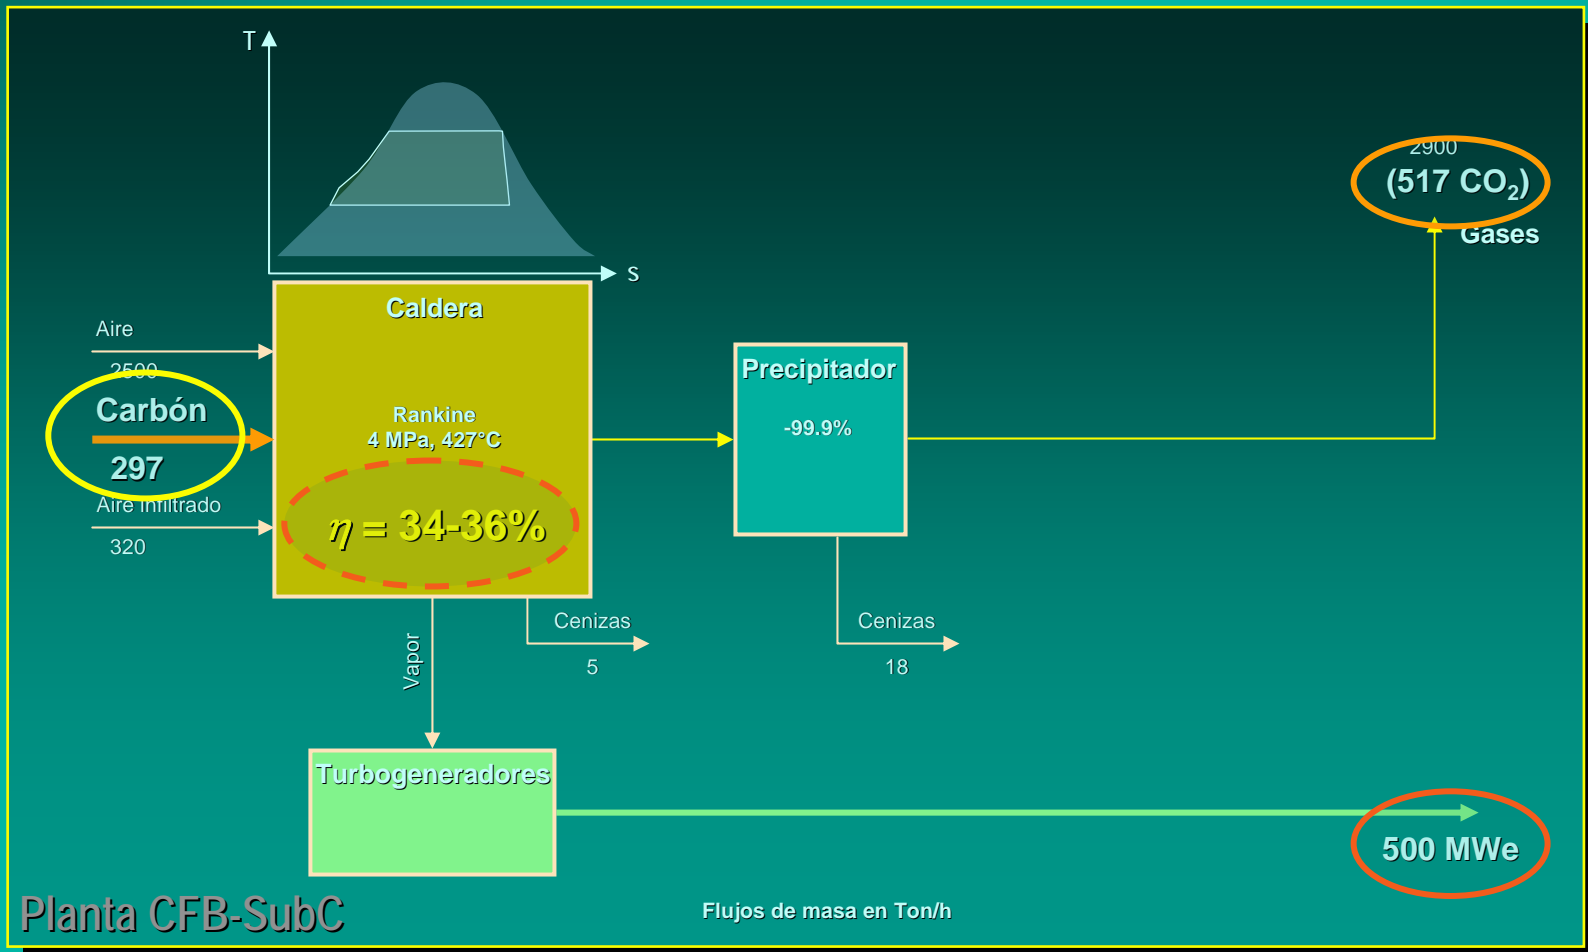 T
s
2900
(517 CO₂)
Gases
Caldera
Aire
2500
Carbón
297
Aire infiltrado
320
Rankine
4 MPa, 427°C
η = 34-36%
Precipitador
-99.9%
Cenizas
5
Cenizas
18
Vapor
Turbogeneradores
500 MWe
Planta CFB-SubC
Flujos de masa en Ton/h